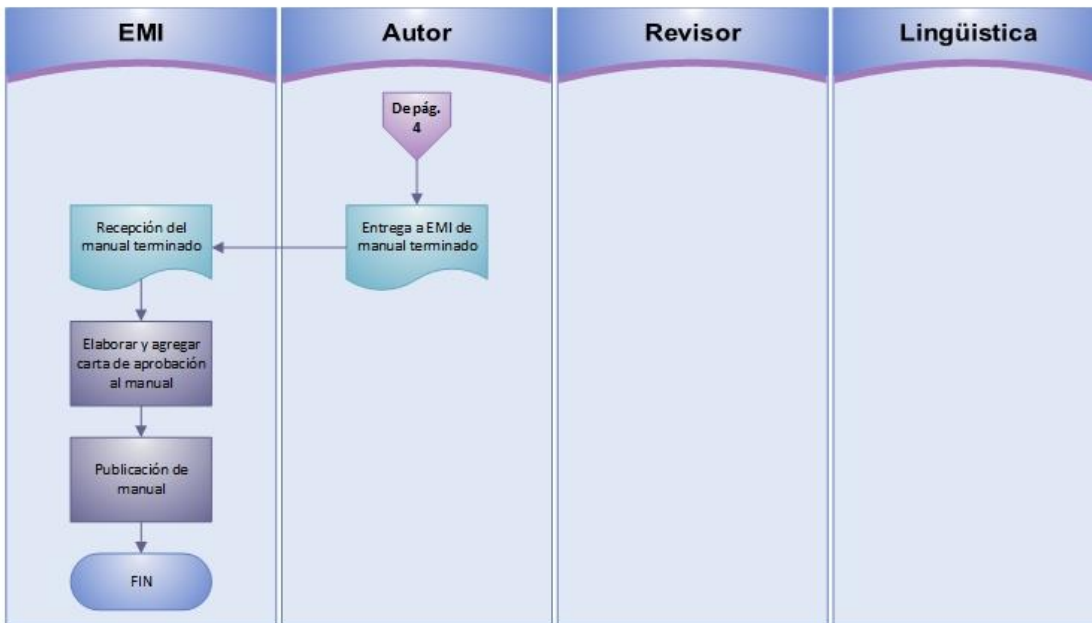 EMI
Autor
Revisor
Lingüistica
De pág.
4
Recepción del
manual terminado
Entrega a EMI de
manual terminado
Elaborar y agregar
carta de aprobación
al manual
Publicación de
manual
FIN